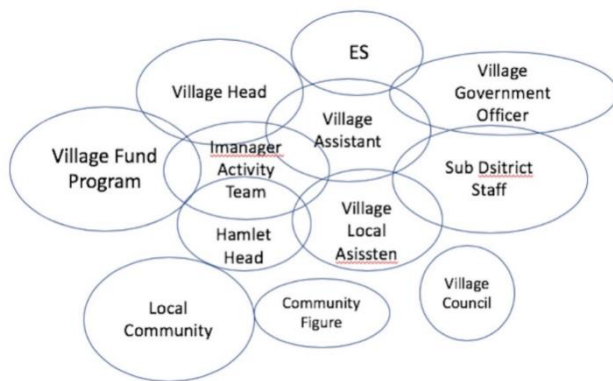 ES
Village Head
Village
Government
Officer
Village
Assistant
Imanager
Activity
Team
Village Fund
Program
Sub Dsitrict
Staff
Village
Local
Asissten
Hamlet
Head
Village
Council
Local
Community
Community
Figure